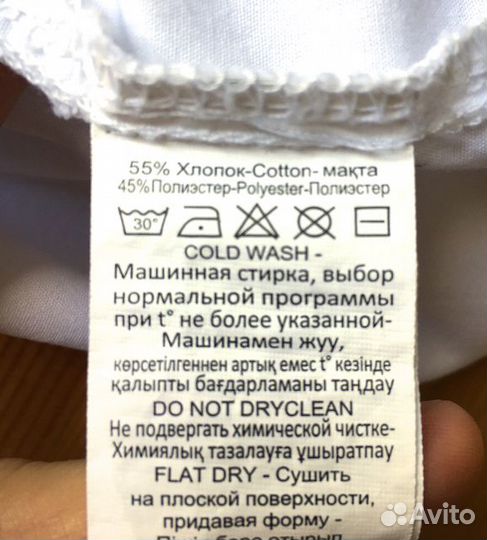 55% Хлопок-Cotton- мақта
45%Полиэстер-Polyester-Полиэстер
30°
COLD WASH -
Машинная стирка, выбор
нормальной программы
при t° не более указанной-
Машинамен жуу,
көрсетілгеннен артық емес t° кезінде
қалыпты бағдарламаны таңдау
DO NOT DRYCLEAN
Не подвергать химической чистке-
Химиялық тазалауға ұшыратпау
FLAT DRY - Сушить
на плоской поверхности,
придавая форму -
Avito